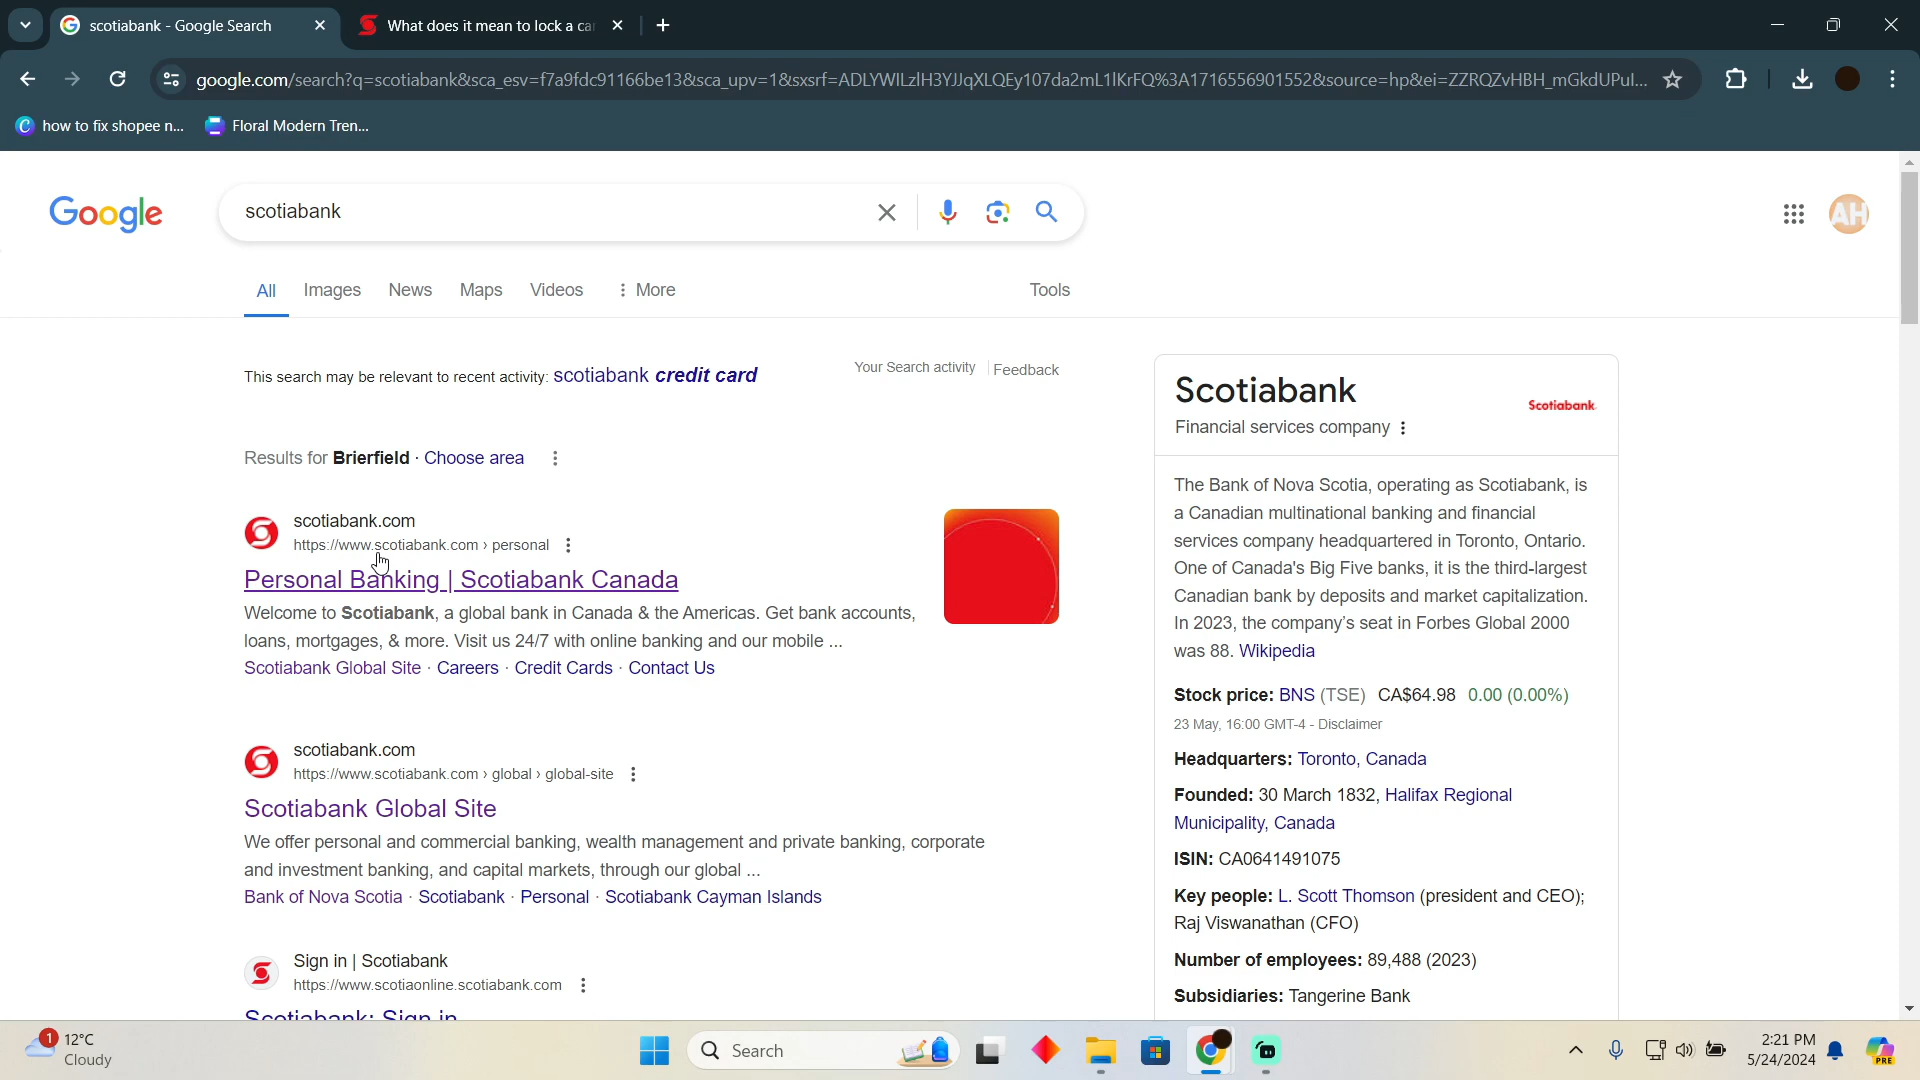 scotiabank - Google Search
What does it mean to lock a ca
google.com/search?q=scotiabank&sca_esv=f7a9fdc91166be13&sca_upv=1&sxsrf=ADLYWILzlH3YJJqXLQEy107da2mL1lKrFQ%3A1716556901552&source=hp&ei=ZZRQZvHBH_mGkdUPul...
how to fix shopee n...
Floral Modern Tren...
Google
scotiabank
AH
All
Images
News
Maps
Videos
More
Tools
This search may be relevant to recent activity: scotiabank credit card
Your Search activity
Feedback
Results for Brierfield · Choose area
scotiabank.com
https://www.scotiabank.com › personal
Personal Banking | Scotiabank Canada
Welcome to Scotiabank, a global bank in Canada & the Americas. Get bank accounts,
loans, mortgages, & more. Visit us 24/7 with online banking and our mobile ...
Scotiabank Global Site · Careers · Credit Cards · Contact Us
scotiabank.com
https://www.scotiabank.com › global › global-site
Scotiabank Global Site
We offer personal and commercial banking, wealth management and private banking, corporate
and investment banking, and capital markets, through our global ...
Bank of Nova Scotia · Scotiabank · Personal · Scotiabank Cayman Islands
Sign in | Scotiabank
https://www.scotiaonline.scotiabank.com
Scotiabank: Sign in
Scotiabank
Scotiabank
Financial services company
The Bank of Nova Scotia, operating as Scotiabank, is
a Canadian multinational banking and financial
services company headquartered in Toronto, Ontario.
One of Canada's Big Five banks, it is the third-largest
Canadian bank by deposits and market capitalization.
In 2023, the company's seat in Forbes Global 2000
was 88. Wikipedia
Stock price: BNS (TSE) CA$64.98 0.00 (0.00%)
23 May, 16:00 GMT-4 - Disclaimer
Headquarters: Toronto, Canada
Founded: 30 March 1832, Halifax Regional
Municipality, Canada
ISIN: CA0641491075
Key people: L. Scott Thomson (president and CEO);
Raj Viswanathan (CFO)
Number of employees: 89,488 (2023)
Subsidiaries: Tangerine Bank
1
12°C
Cloudy
Search
2:21 PM
5/24/2024
PRE